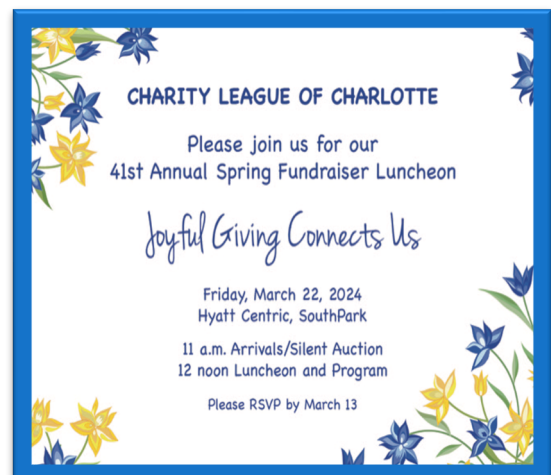 CHARITY LEAGUE OF CHARLOTTE
Please join us for our
41st Annual Spring Fundraiser Luncheon
Joyful Giving Connects Us
Friday, March 22, 2024
Hyatt Centric, SouthPark
11 a.m. Arrivals/Silent Auction
12 noon Luncheon and Program
Please RSVP by March 13